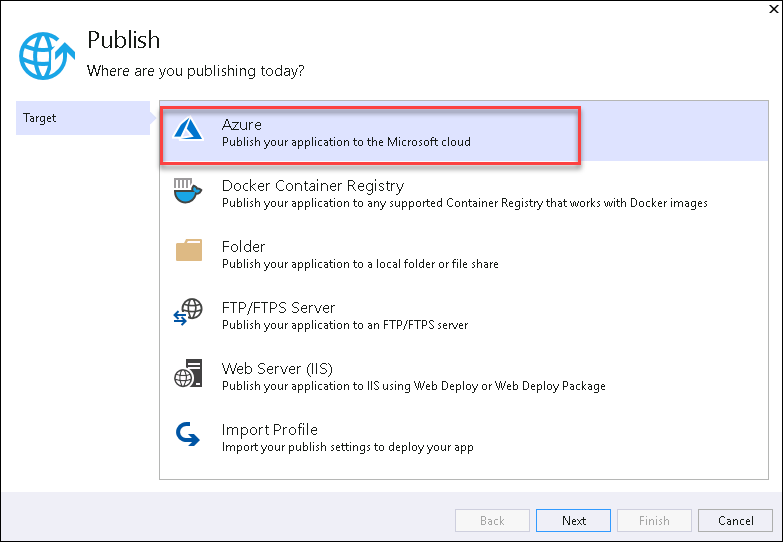 Publish
Where are you publishing today?
Target
Azure
Publish your application to the Microsoft cloud
Docker Container Registry
Publish your application to any supported Container Registry that works with Docker images
Folder
Publish your application to a local folder or file share
FTP/FTPS Server
Publish your application to an FTP/FTPS server
Web Server (IIS)
Publish your application to IIS using Web Deploy or Web Deploy Package
Import Profile
Import your publish settings to deploy your app
Back
Next
Finish
Cancel